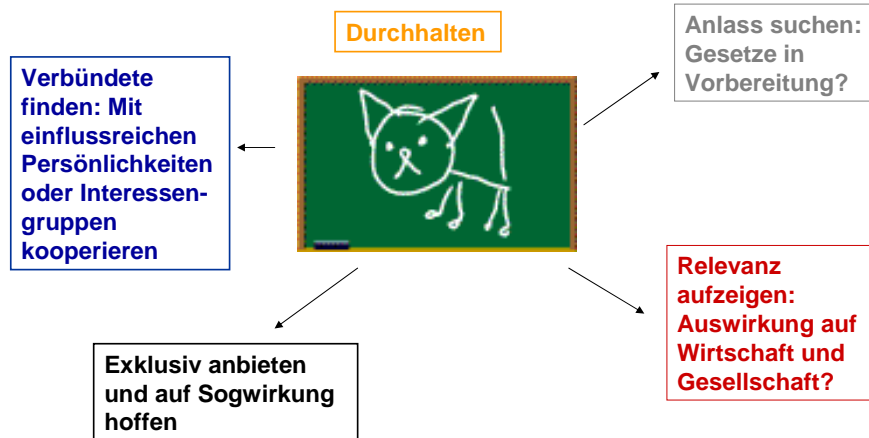 Durchhalten
Anlass suchen:
Gesetze in
Vorbereitung?
Verbündete
finden: Mit
einflussreichen
Persönlichkeiten
oder Interessen-
gruppen
kooperieren
Relevanz
aufzeigen:
Auswirkung auf
Wirtschaft und
Gesellschaft?
Exklusiv anbieten
und auf Sogwirkung
hoffen